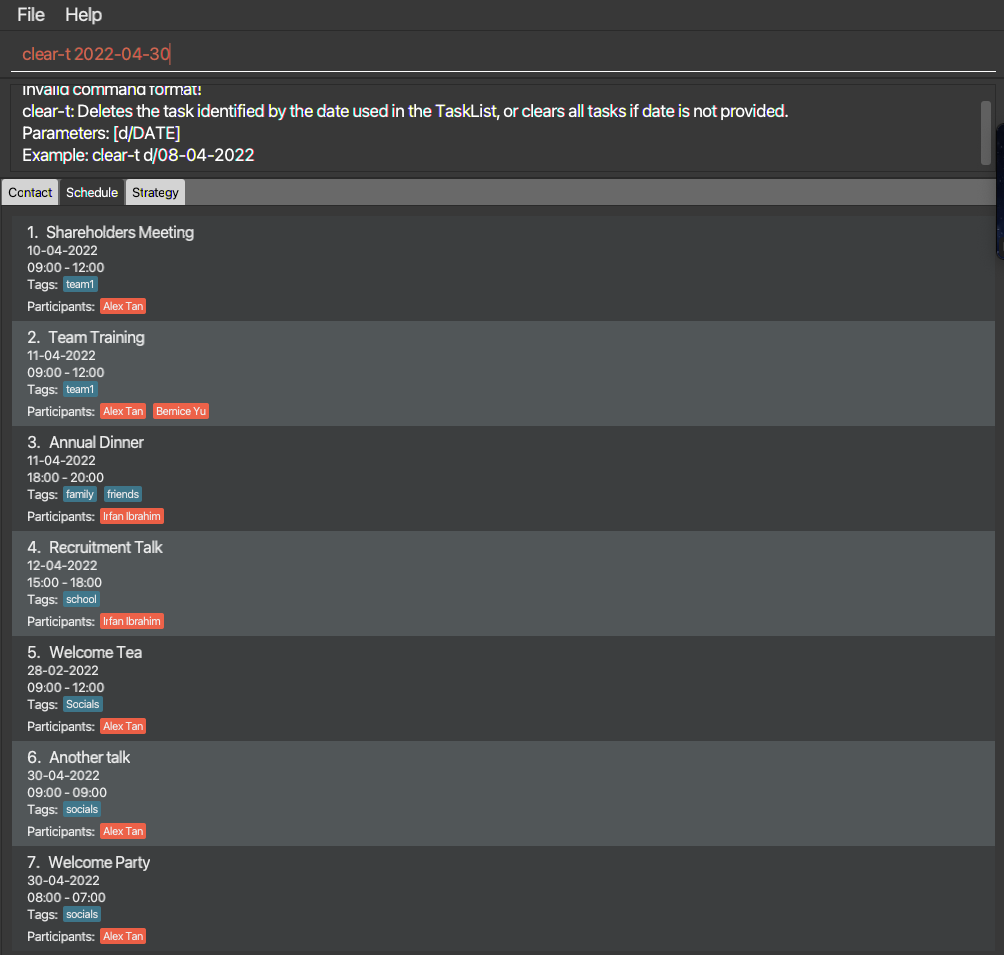 File Help
clear-t 2022-04-30
Invalid command format!
clear-t: Deletes the task identified by the date used in the TaskList, or clears all tasks if date is not provided.
Parameters: [d/DATE]
Example: clear-t d/08-04-2022
Contact Schedule Strategy
1. Shareholders Meeting
10-04-2022
09:00 - 12:00
Tags: team1
Participants: Alex Tan
2. Team Training
11-04-2022
09:00 - 12:00
Tags: team1
Participants: Alex Tan Bernice Yu
3. Annual Dinner
11-04-2022
18:00 - 20:00
Tags: family friends
Participants: Irfan Ibrahim
4. Recruitment Talk
12-04-2022
15:00 - 18:00
Tags: school
Participants: Irfan Ibrahim
5. Welcome Tea
28-02-2022
09:00 - 12:00
Tags: Socials
Participants: Alex Tan
6. Another talk
30-04-2022
09:00 - 09:00
Tags: socials
Participants: Alex Tan
7. Welcome Party
30-04-2022
08:00 - 07:00
Tags: socials
Participants: Alex Tan